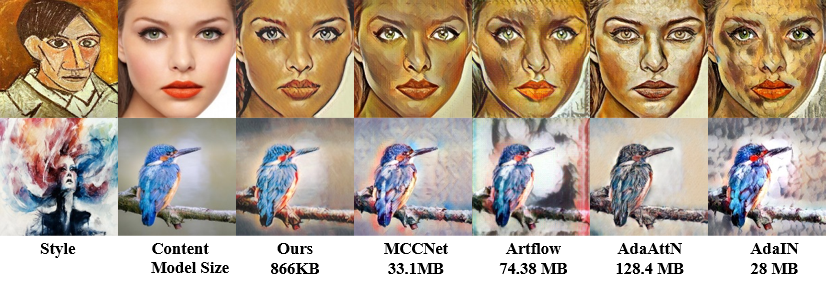 Style Content Ours MCCNet Artflow AdaAttN AdaIN
Model Size 866KB 33.1MB 74.38 MB 128.4 MB 28 MB